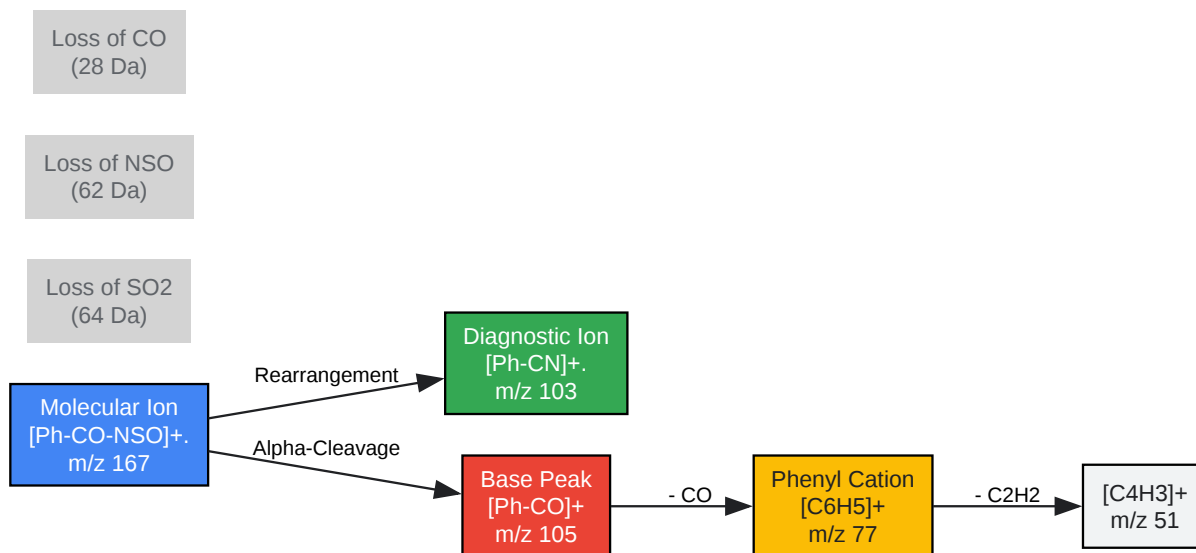 Loss of CO
(28 Da)
Loss of NSO
(62 Da)
Loss of SO2
(64 Da)
Molecular Ion
[Ph-CO-NSO]+.
m/z 167
Rearrangement
Alpha-Cleavage
Diagnostic Ion
[Ph-CN]+.
m/z 103
Base Peak
[Ph-CO]+
m/z 105
- CO
Phenyl Cation
[C6H5]+
m/z 77
- C2H2
[C4H3]+
m/z 51